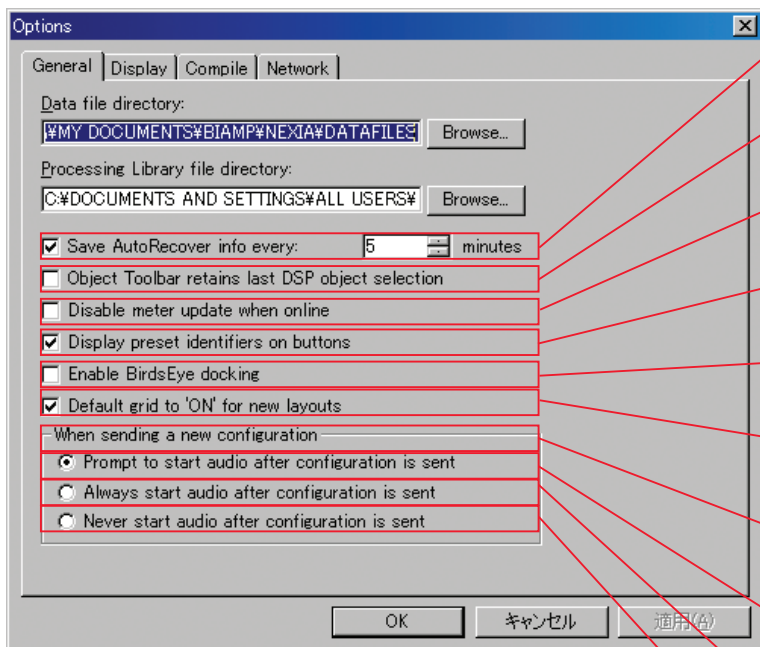 Options
General Display Compile Network
Data file directory:
¥MY DOCUMENTS¥BIAMP¥NEXIA¥DATAFILES Browse...
Processing Library file directory:
C:¥DOCUMENTS AND SETTINGS¥ALL USERS¥ Browse...
Save AutoRecover info every: 5 minutes
Object Toolbar retains last DSP object selection
Disable meter update when online
Display preset identifiers on buttons
Enable BirdsEye docking
Default grid to 'ON' for new layouts
When sending a new configuration
Prompt to start audio after configuration is sent
Always start audio after configuration is sent
Never start audio after configuration is sent
OK キャンセル 適用(A)